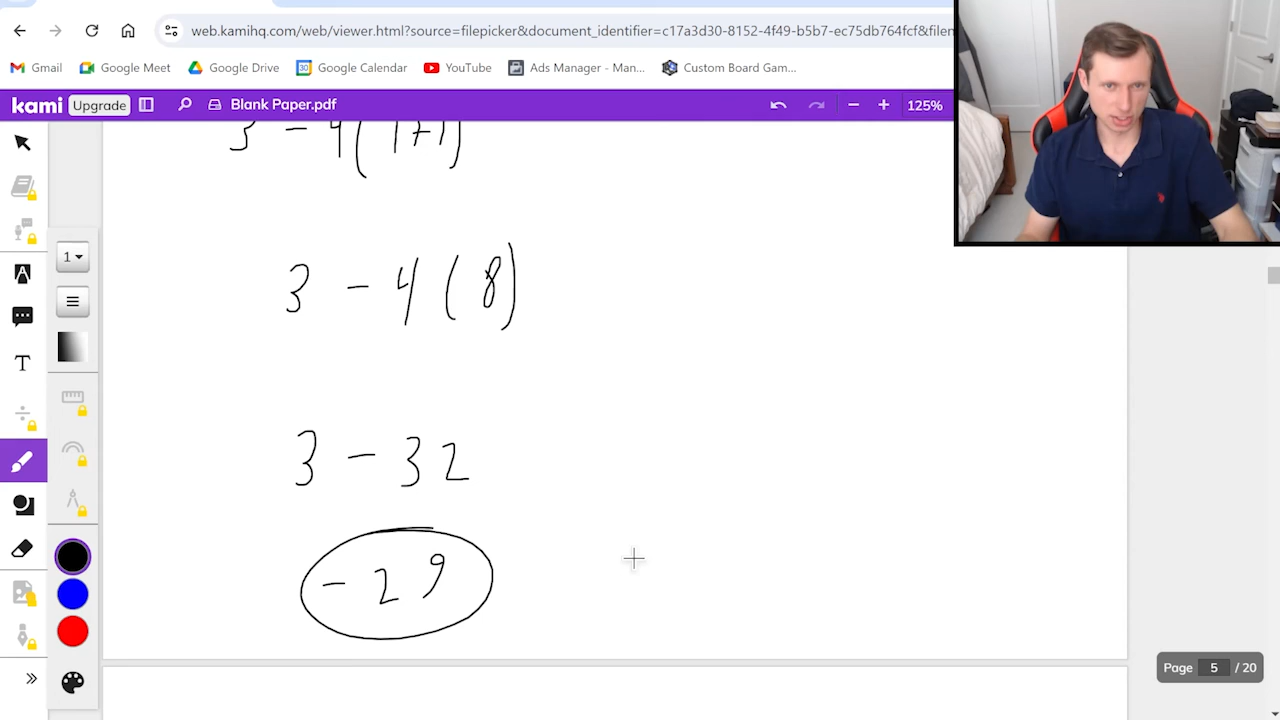 web.kamihq.com/web/viewer.html?source=filepicker&document_identifier=c17a3d30-8152-4f49-b5b7-ec75db764fcf&filen
Gmail Google Meet Google Drive Google Calendar YouTube Ads Manager - Man... Custom Board Gam...
kami Upgrade Blank Paper.pdf 125%
3 - 4(
1
3 - 4(8)
3 - 32
-29
Page 5 / 20